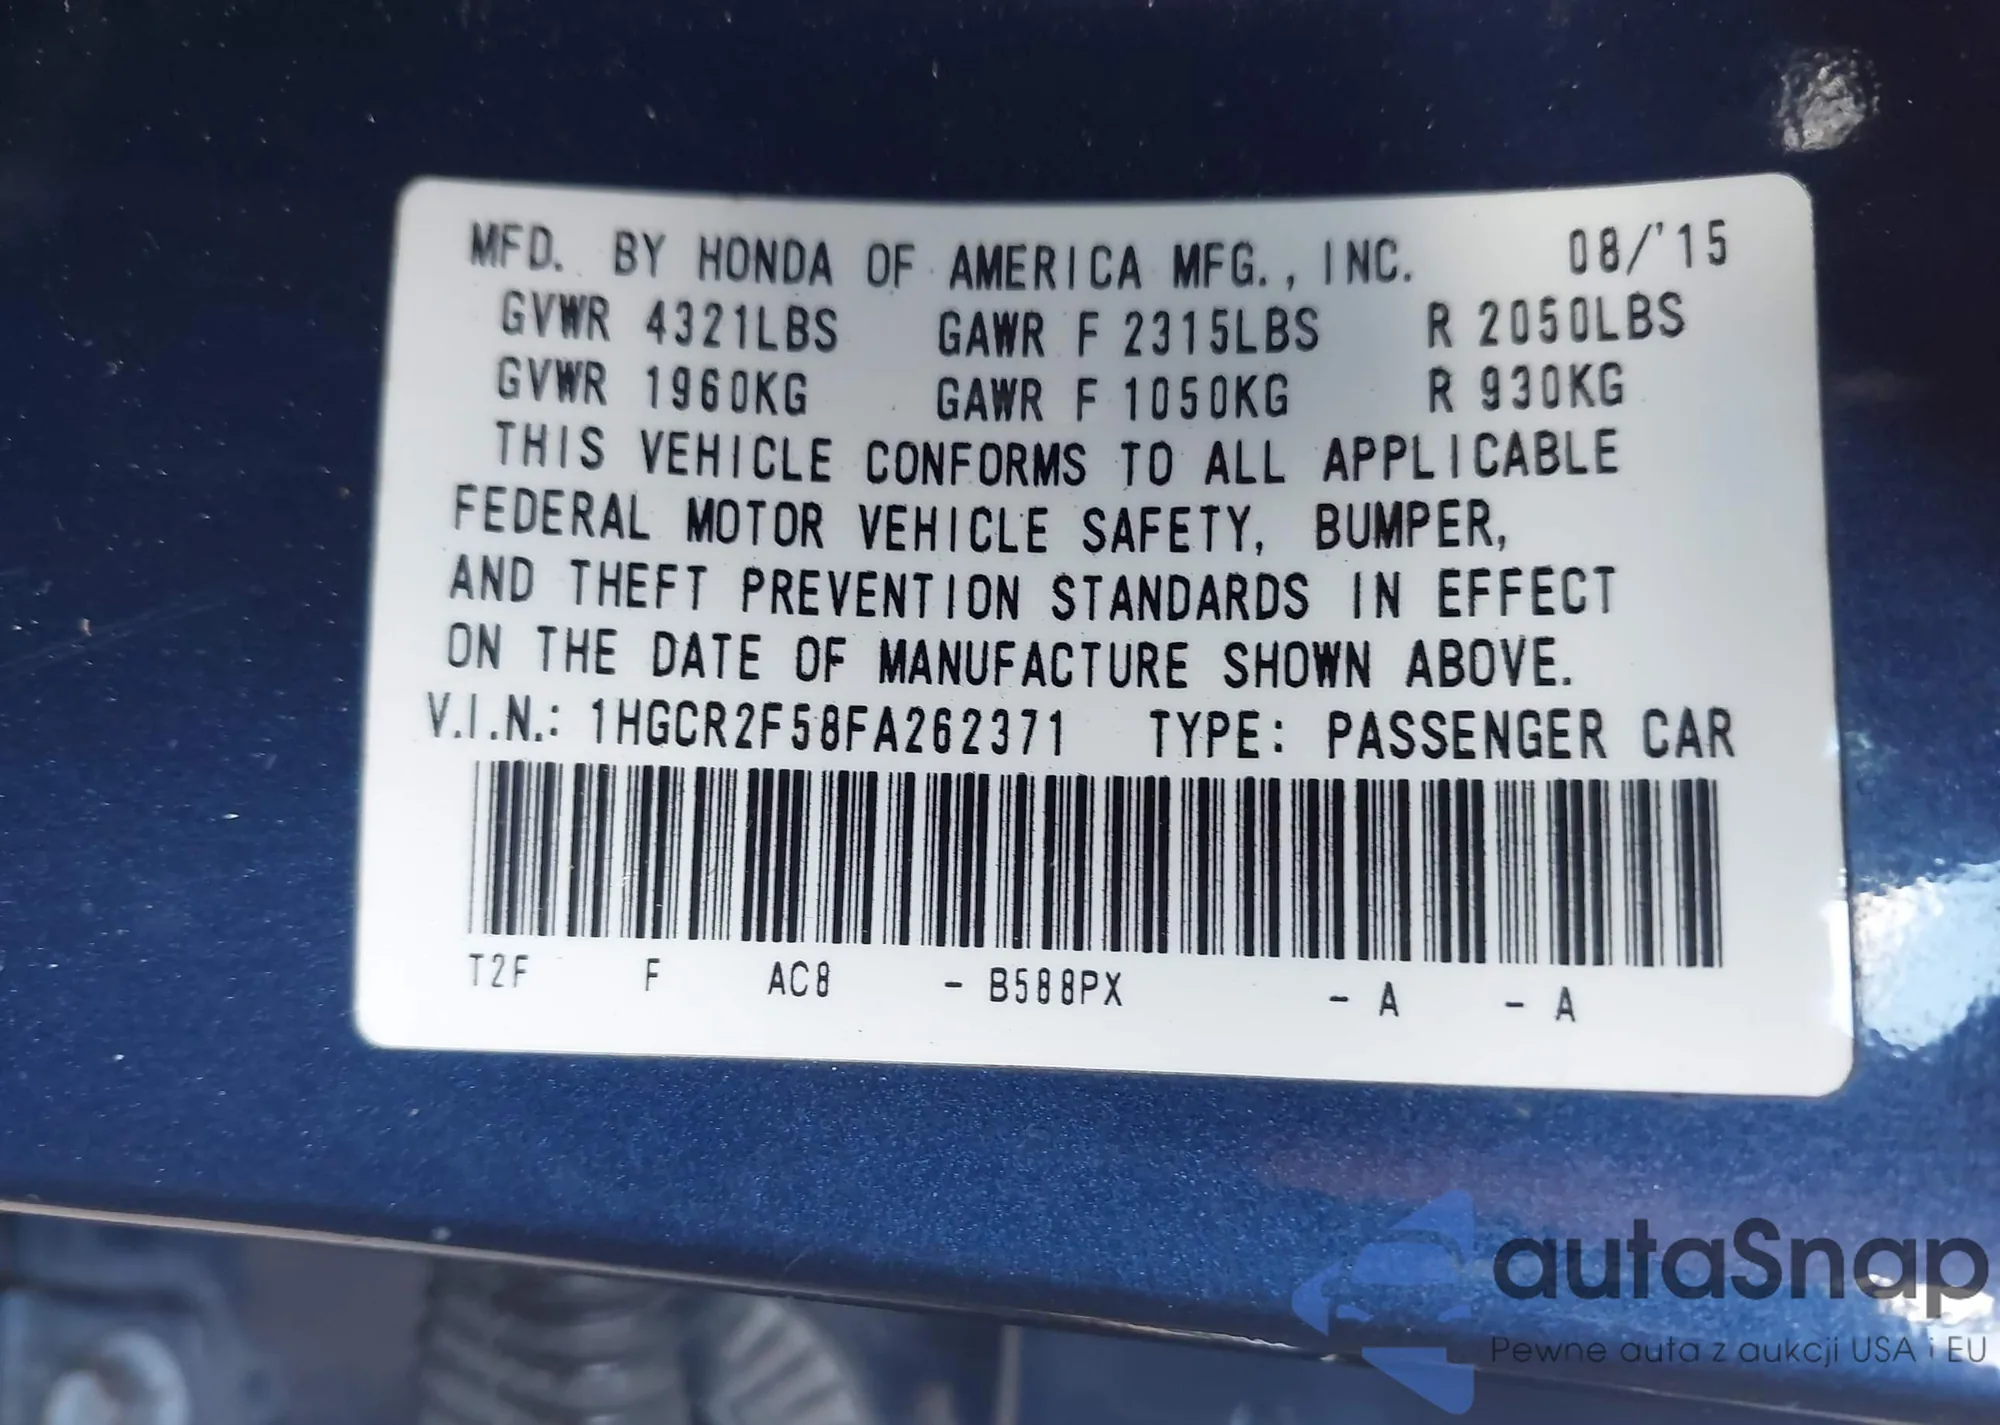 MFD. BY HONDA OF AMERICA MFG., INC. 08/'15
GVWR 4321LBS GAWR F 2315LBS R 2050LBS
GVWR 1960KG GAWR F 1050KG R 930KG
THIS VEHICLE CONFORMS TO ALL APPLICABLE
FEDERAL MOTOR VEHICLE SAFETY, BUMPER,
AND THEFT PREVENTION STANDARDS IN EFFECT
ON THE DATE OF MANUFACTURE SHOWN ABOVE.
V.I.N.: 1HGCR2F58FA262371 TYPE: PASSENGER CAR
T2F F AC8 - B588PX - A - A
autaSnap
Pewne auta z aukcji USA i EU